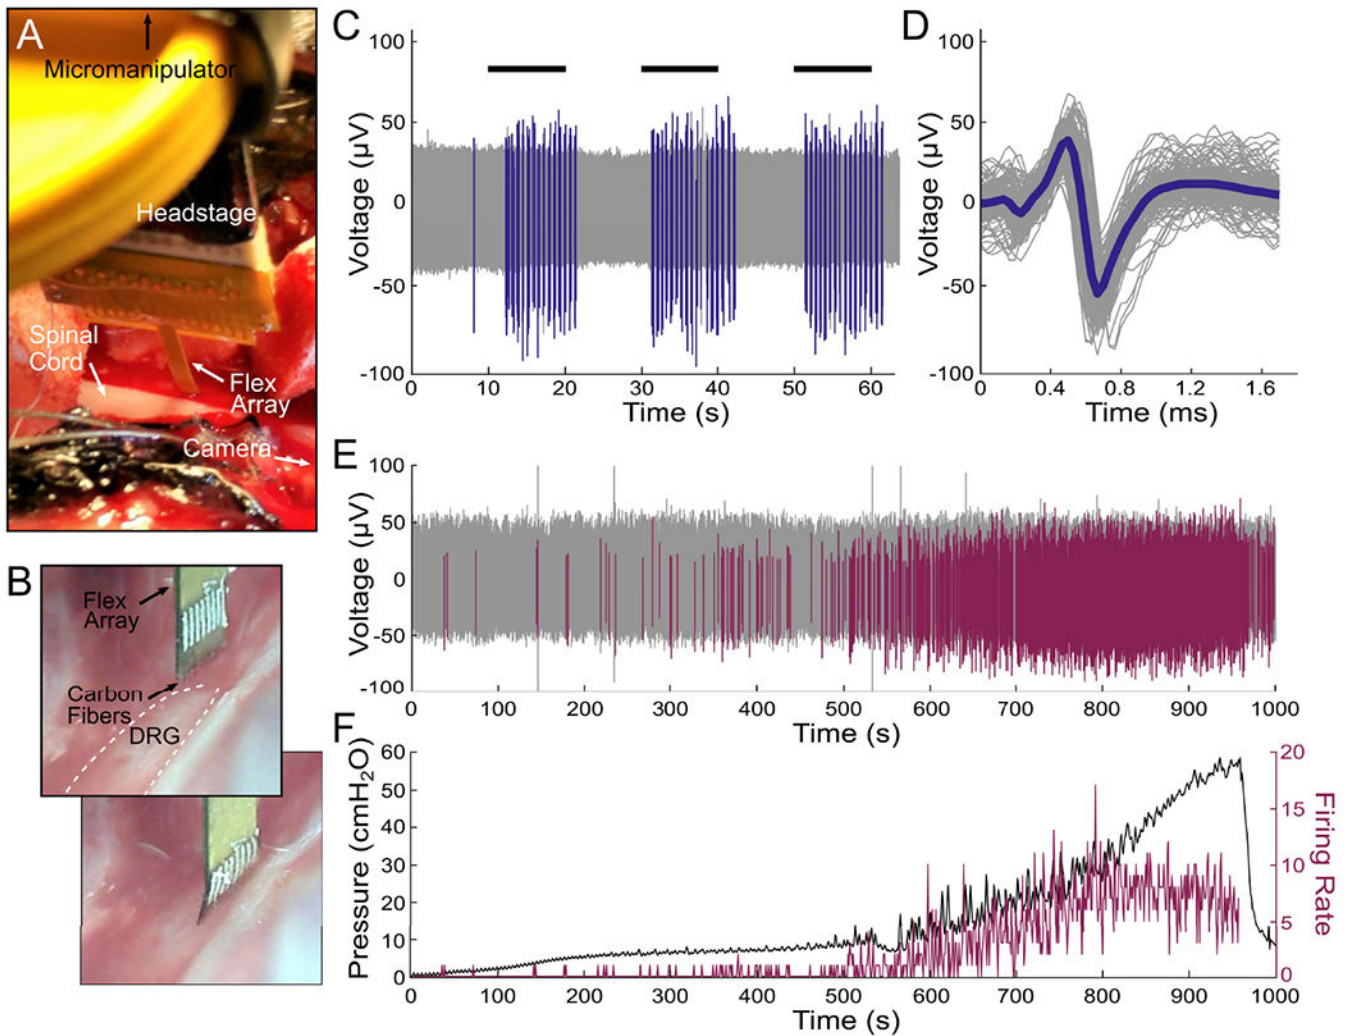 A
Micromanipulator
Headstage
Spinal
Cord
Flex
Array
Camera
B
Flex
Array
Carbon
Fibers
DRG
C
Voltage (µV)
100
50
0
-50
-100
0 10 20 30 40 50 60
Time (s)
D
Voltage (µV)
100
50
0
-50
-100
0 0.4 0.8 1.2 1.6
Time (ms)
E
Voltage (µV)
100
50
0
-50
-100
0 100 200 300 400 500 600 700 800 900 1000
Time (s)
F
Pressure (cmH₂O)
60
50
40
30
20
10
0
20
15
10
5
0
Firing Rate
0 100 200 300 400 500 600 700 800 900 1000
Time (s)